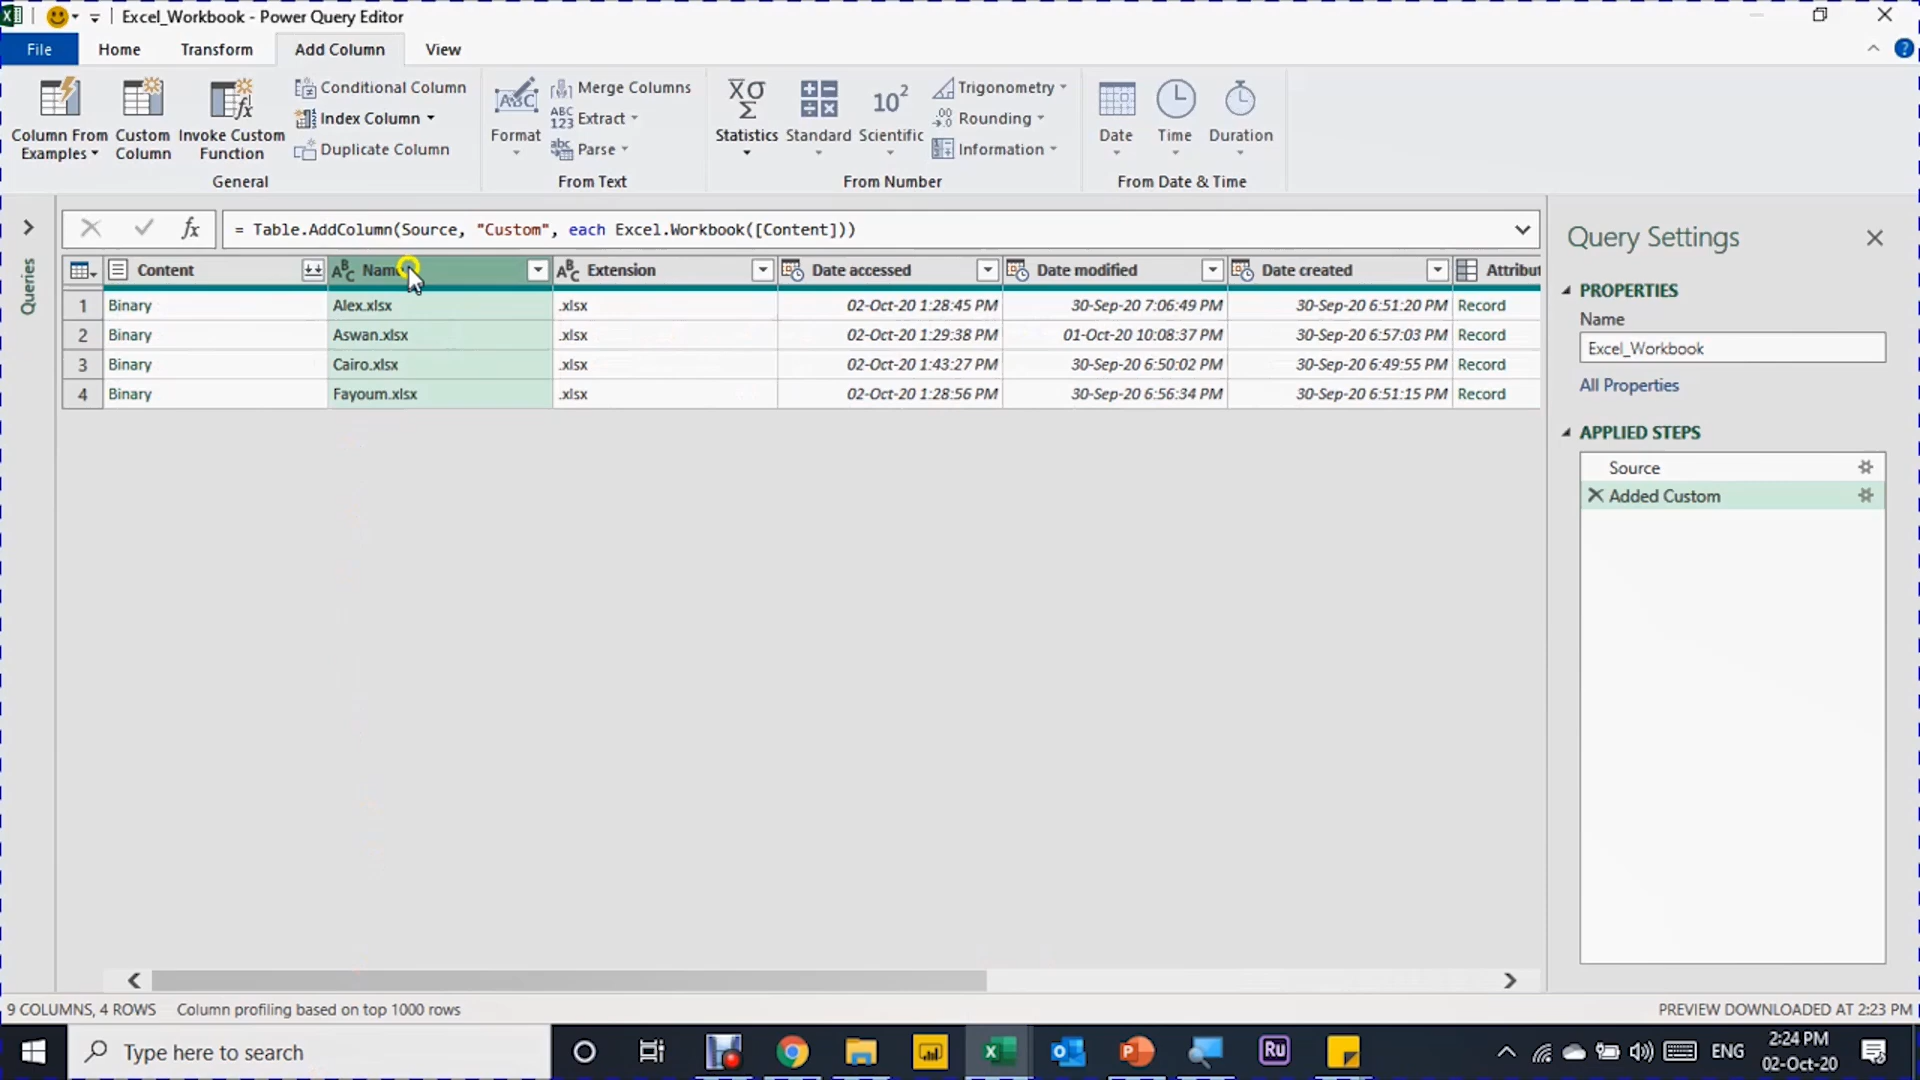 Excel_Workbook - Power Query Editor
File Home Transform Add Column View
Column From Examples
Custom Column
Invoke Custom Function
Conditional Column
Index Column
Duplicate Column
General
Format
Merge Columns
Extract
Parse
From Text
Statistics
Standard
Scientific
Trigonometry
Rounding
Information
From Number
Date
Time
Duration
From Date & Time
= Table.AddColumn(Source, "Custom", each Excel.Workbook([Content]))
Queries
Content Name Extension Date accessed Date modified Date created Attribut
1 Binary Alex.xlsx .xlsx 02-Oct-20 1:28:45 PM 30-Sep-20 7:06:49 PM 30-Sep-20 6:51:20 PM Record
2 Binary Aswan.xlsx .xlsx 02-Oct-20 1:29:38 PM 01-Oct-20 10:08:37 PM 30-Sep-20 6:57:03 PM Record
3 Binary Cairo.xlsx .xlsx 02-Oct-20 1:43:27 PM 30-Sep-20 6:50:02 PM 30-Sep-20 6:49:55 PM Record
4 Binary Fayoum.xlsx .xlsx 02-Oct-20 1:28:56 PM 30-Sep-20 6:56:34 PM 30-Sep-20 6:51:15 PM Record
Query Settings
PROPERTIES
Name
Excel_Workbook
All Properties
APPLIED STEPS
Source
Added Custom
9 COLUMNS, 4 ROWS Column profiling based on top 1000 rows
PREVIEW DOWNLOADED AT 2:23 PM
Type here to search
Ru
ENG
2:24 PM
02-Oct-20